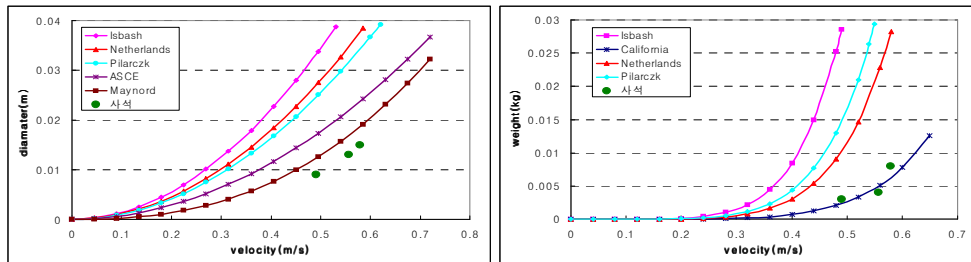 diamater(m)
0.04
0.03
0.02
0.01
0
Isbash
Netherlands
Pilarczk
ASCE
Maynord
사석
0 0.1 0.2 0.3 0.4 0.5 0.6 0.7 0.8
velocity(m/s)
weight(kg)
0.03
0.025
0.02
0.015
0.01
0.005
0
Isbash
California
Netherlands
Pilarczk
사석
0 0.1 0.2 0.3 0.4 0.5 0.6 0.7
velocity(m/s)